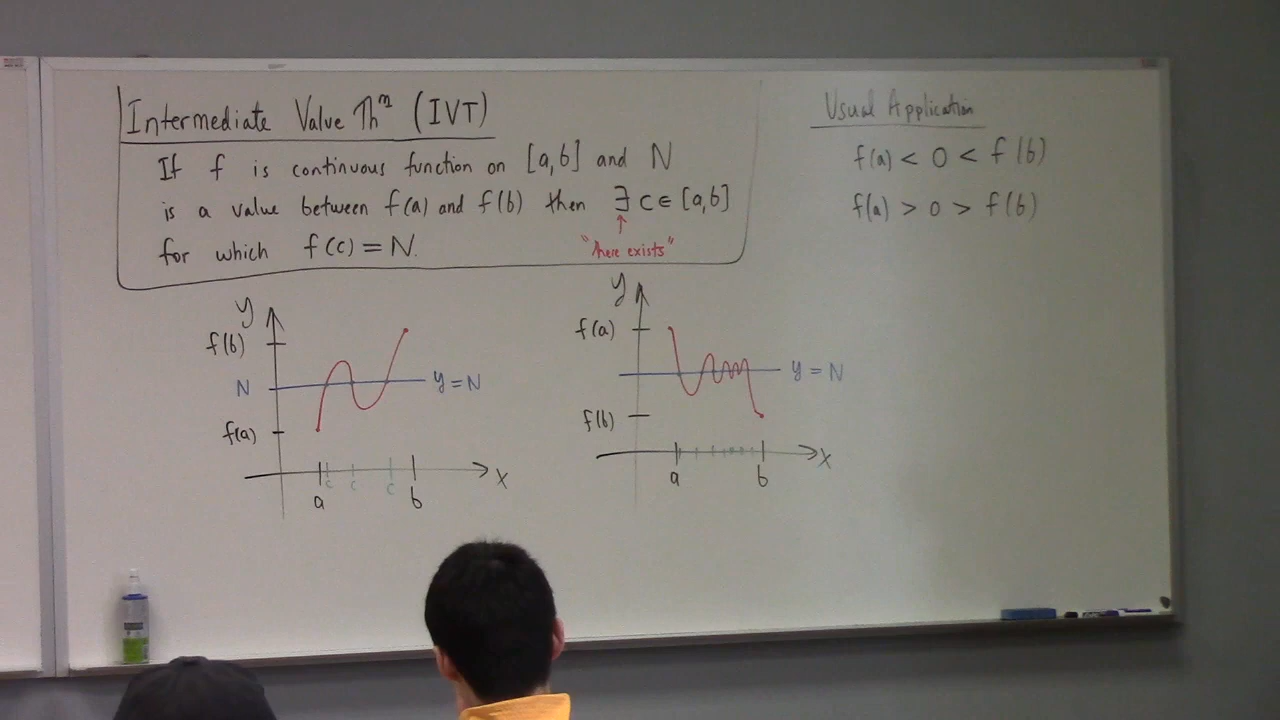 Intermediate Value Thᵐ (IVT)
If f is continuous function on [a,b] and N
is a value between f(a) and f(b) then ∃ c ∈ [a,b]
for which f(c) = N.
↑
"there exists"
Usual Application
f(a) < 0 < f(b)
f(a) > 0 > f(b)
y
f(b)
N
y = N
f(a)
c c c
x
a b
y
f(a)
y = N
f(b)
x
a b